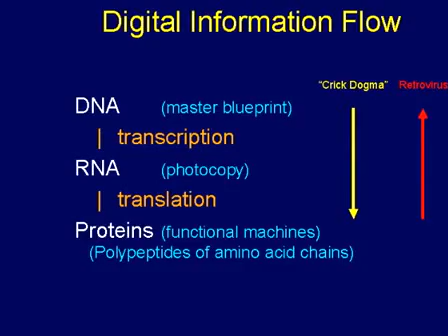 Digital Information Flow
"Crick Dogma" Retrovirus
DNA (master blueprint)
| transcription
RNA (photocopy)
| translation
Proteins (functional machines)
(Polypeptides of amino acid chains)